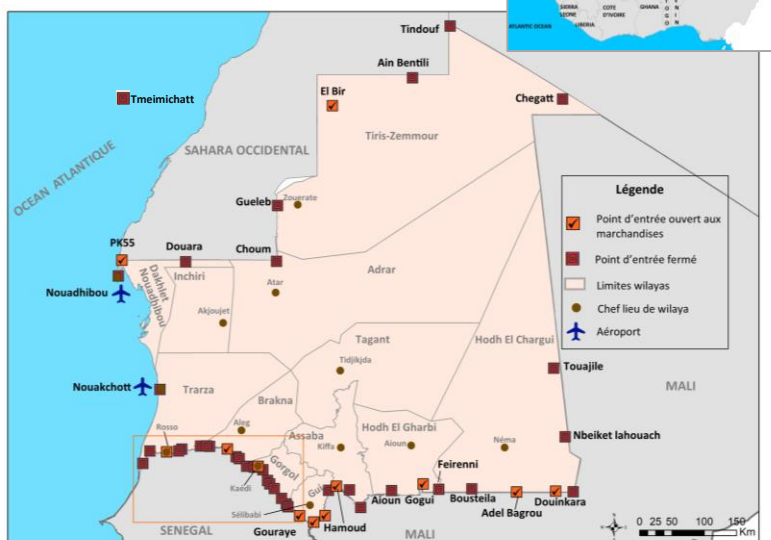 SIERRA
LEONE
LIBERIA
COTE
D'IVOIRE
GHANA
T
O
G
O
N
I
N
ATLANTIC OCEAN
Tindouf
Ain Bentili
El Bir
Tmeimichatt
Chegatt
Tiris-Zemmour
OCEAN ATLANTIQUE
SAHARA OCCIDENTAL
Gueleb
Zouerate
Légende
Point d'entrée ouvert aux
marchandises
Point d'entrée fermé
Limites wilayas
Chef lieu de wilaya
Aéroport
PK55
Douara
Choum
Inchiri
Dakhlet
Nouadhibou
Adrar
Nouadhibou
Atar
Akjoujet
Tagant
Hodh El Chargui
Tidjikjda
Touajile
MALI
Nouakchott
Trarza
Brakna
Assaba
Hodh El Gharbi
Rosso
Aleg
Kiffa
Aioun
Néma
Nbeiket lahouach
Gorgol
Kaédi
Feirenni
Gui
Sélibabi
Aïoun
Gogui
Bousteila
Douinkara
Adel Bagrou
Hamoud
Gouraye
SENEGAL
MALI
0 25 50 100 150
Km